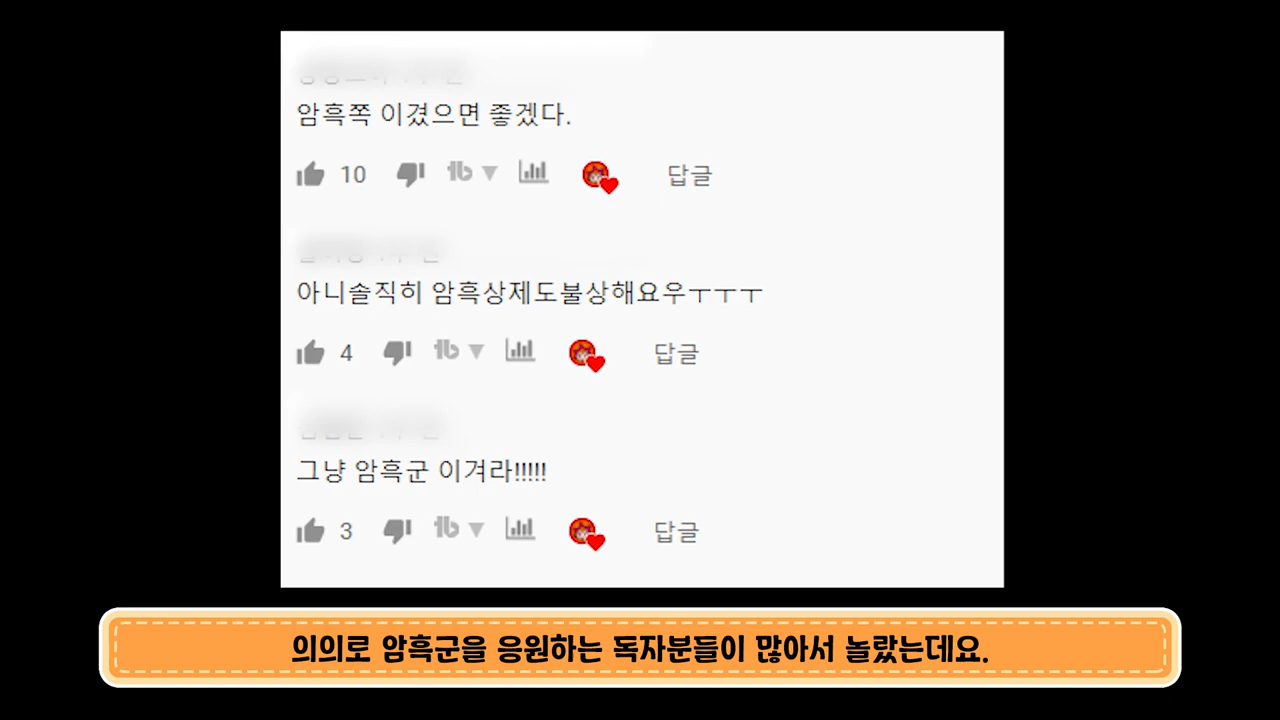 암흑쪽 이겼으면 좋겠다.
10 답글
아니솔직히 암흑상제도불상해요우ㅜㅜㅜ
4 답글
그냥 암흑군 이겨라!!!!!
3 답글
의의로 암흑군을 응원하는 독자분들이 많아서 놀랐는데요.